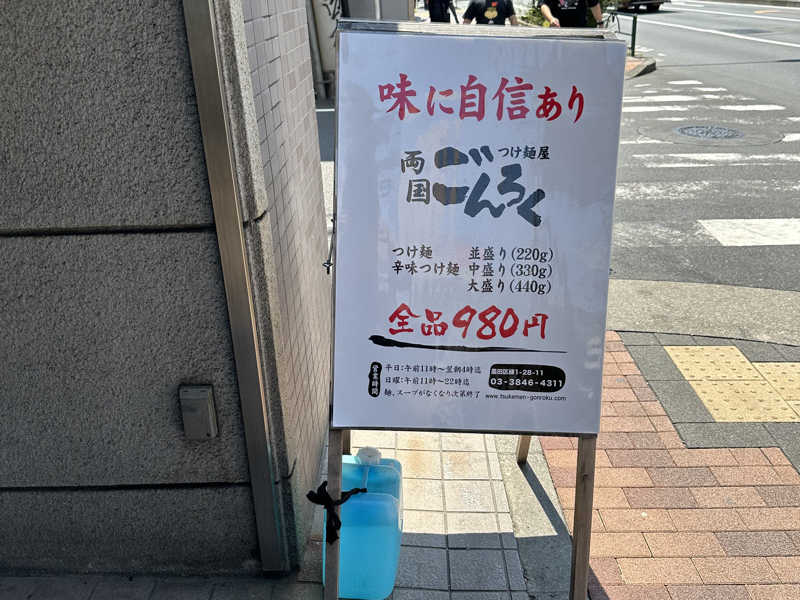 味に自信あり
つけ麺屋
両国
ごんろく
つけ麺 並盛り(220g)
辛味つけ麺 中盛り(330g)
大盛り(440g)
全品980円
営業時間
平日:午前11時～翌朝4時迄
日曜:午前11時～22時迄
麺、スープがなくなり次第終了
墨田区緑1-28-11
03-3846-4311
www.tsukemen-gonroku.com